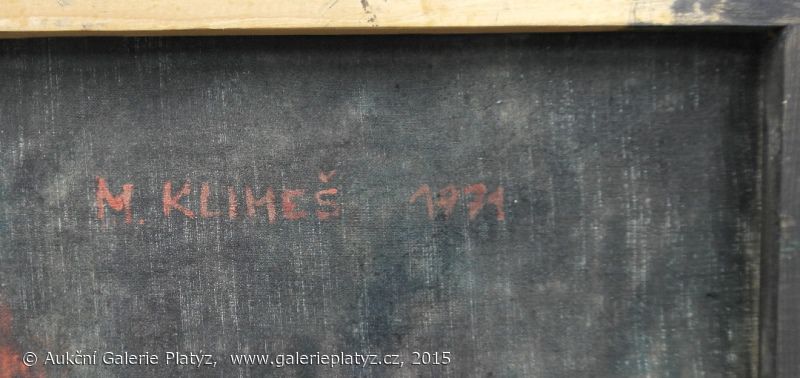 M. KLIMEŠ 1971
© Aukční Galerie Platýz, www.galerieplatyz.cz, 2015